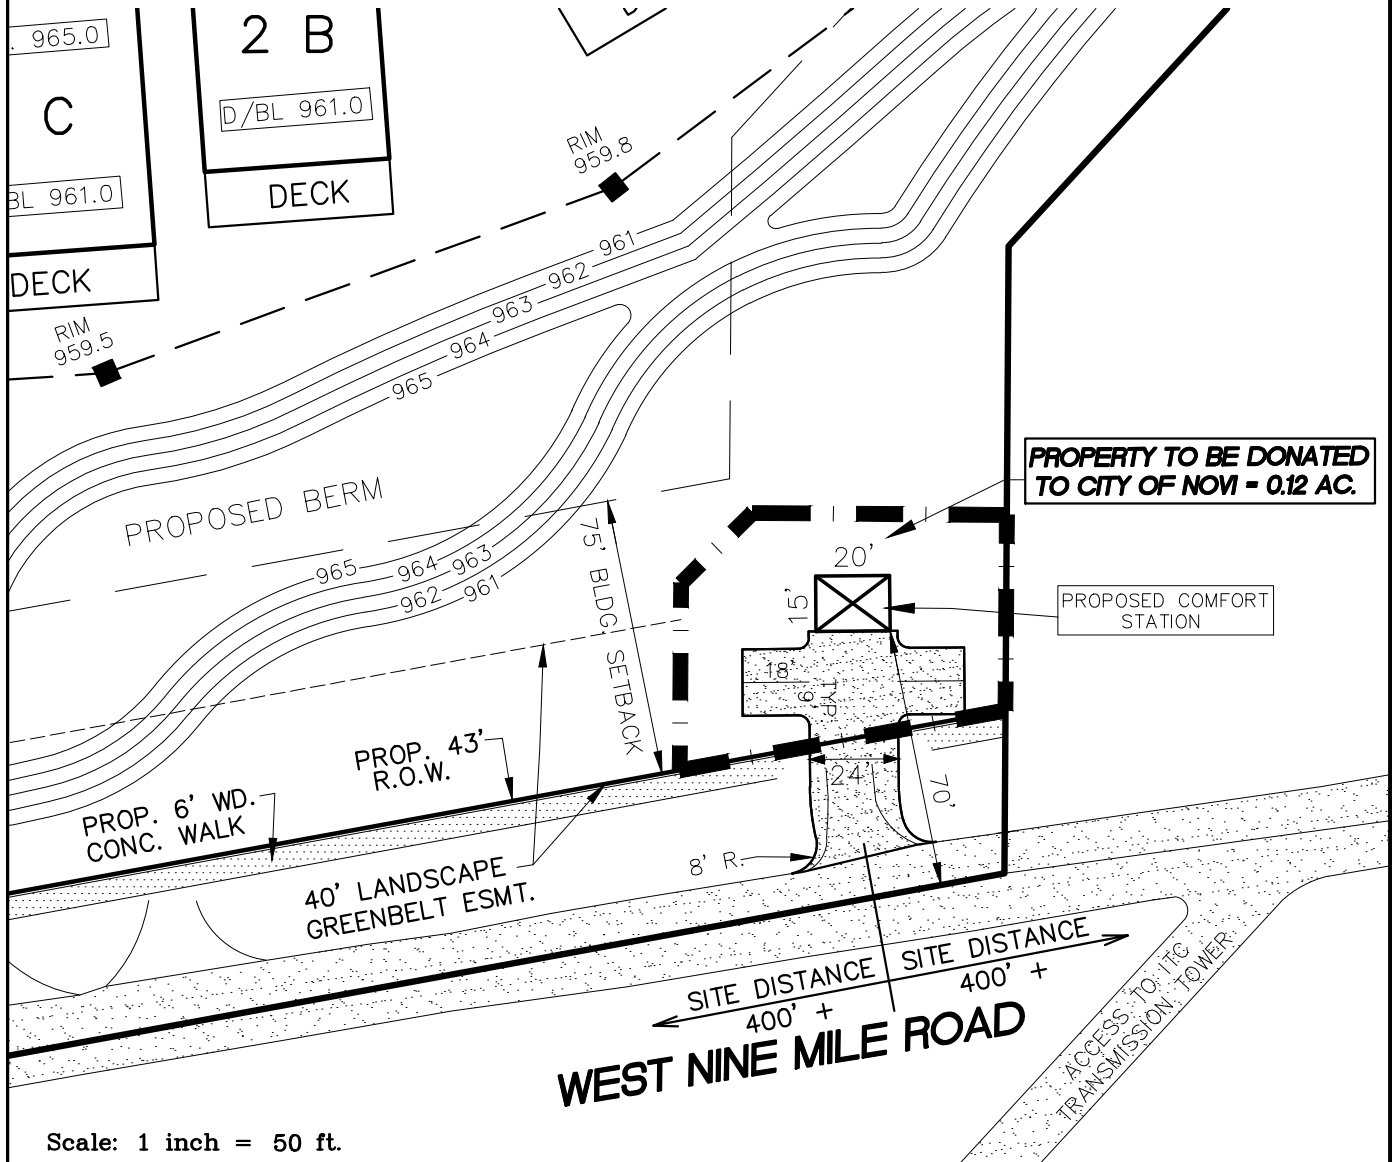 . 965.0
2 B
C
D/BL 961.0
BL 961.0
DECK
DECK
RIM
959.8
RIM
959.5
961
962
963
964
965
PROPOSED BERM
965
964
963
962
961
75' BLDG. SETBACK
PROPERTY TO BE DONATED
TO CITY OF NOVI = 0.12 AC.
20'
15'
PROPOSED COMFORT
STATION
18'
9'
TYP.
24'
70'
PROP. 43'
R.O.W.
PROP. 6' WD.
CONC. WALK
8' R.
40' LANDSCAPE
GREENBELT ESMT.
SITE DISTANCE
400' +
SITE DISTANCE
400' +
WEST NINE MILE ROAD
ACCESS TO ITC
TRANSMISSION TOWER
Scale: 1 inch = 50 ft.